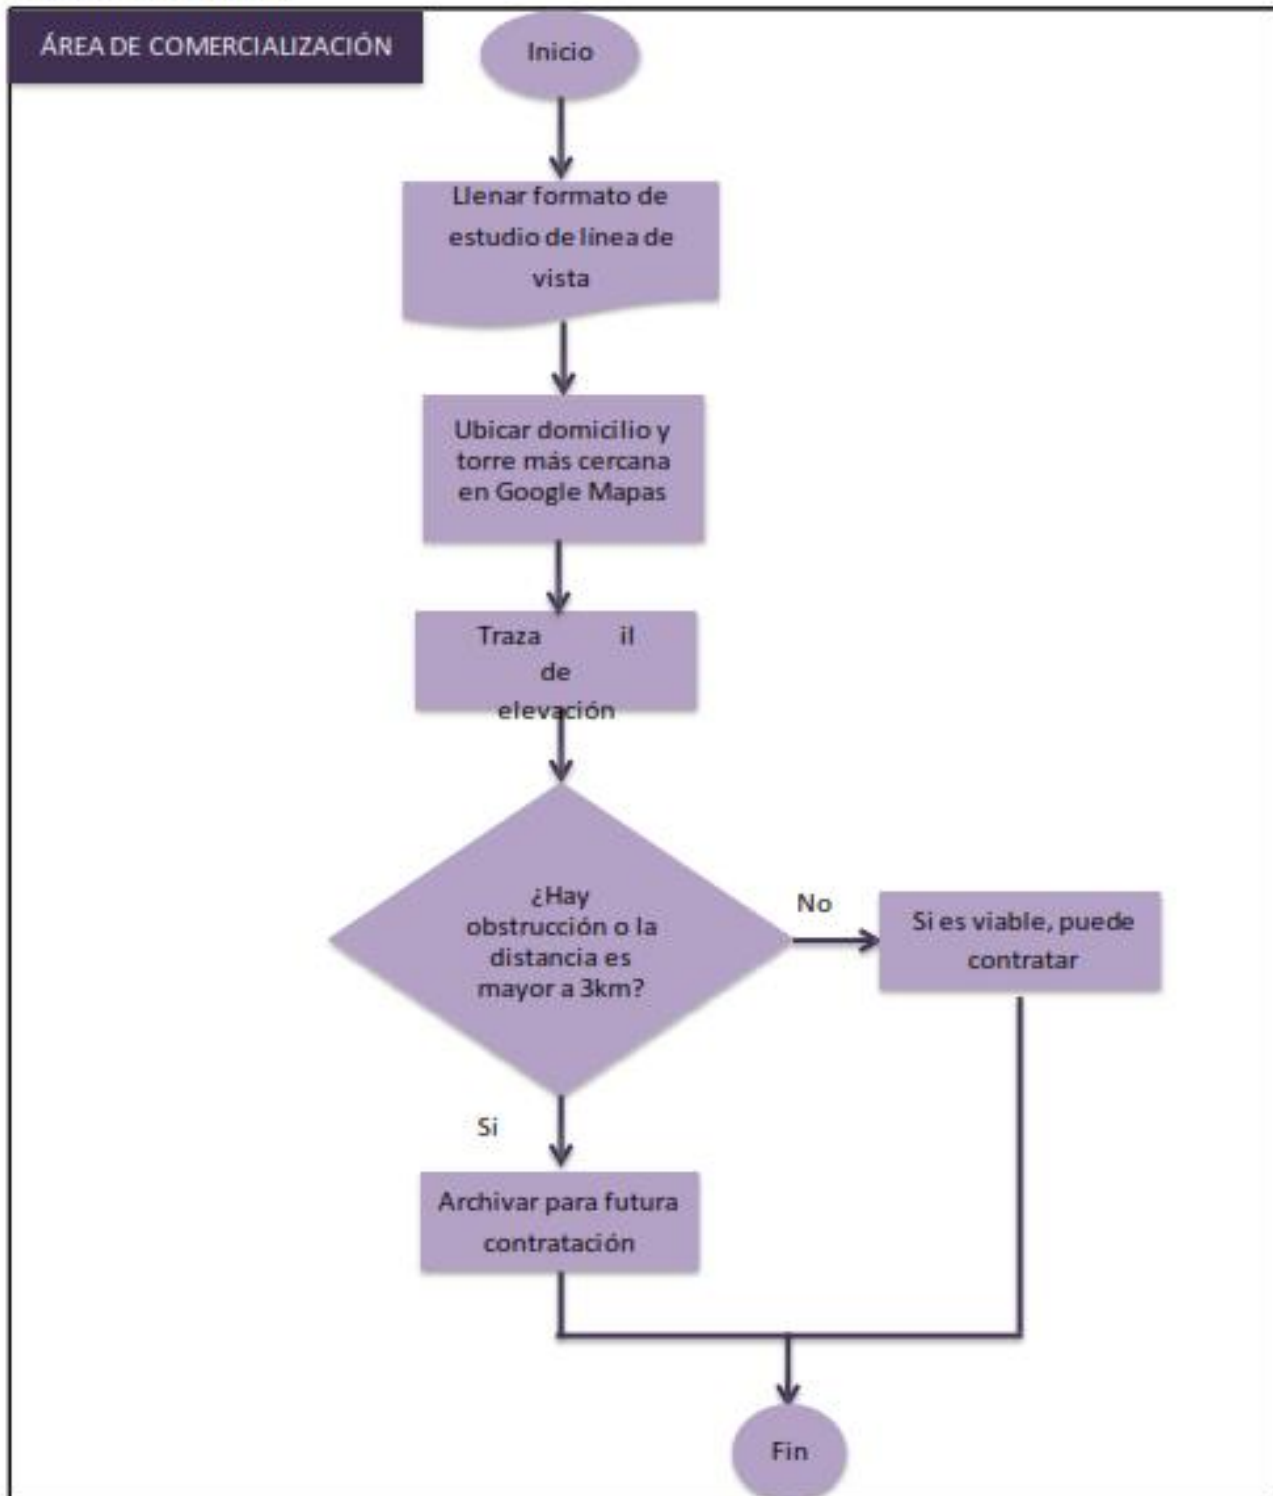 ÁREA DE COMERCIALIZACIÓN
Inicio
Llenar formato de
estudio de línea de
vista
Ubicar domicilio y
torre más cercana
en Google Mapas
Traza il
de
elevación
¿Hay
obstrucción o la
distancia es
mayor a 3km?
No
Si es viable, puede
contratar
Si
Archivar para futura
contratación
Fin